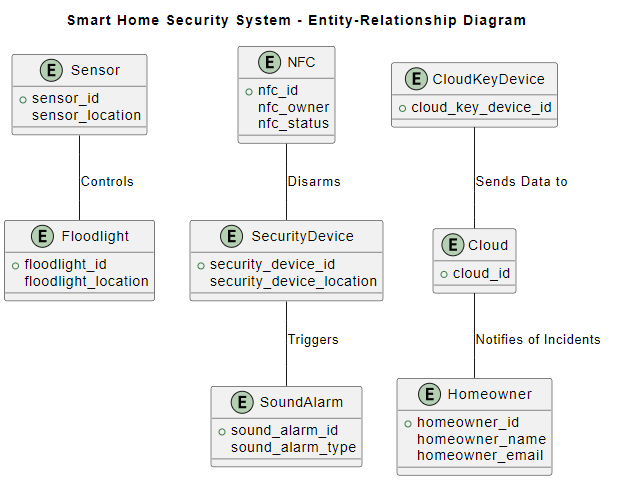 Smart Home Security System - Entity-Relationship Diagram
E Sensor
sensor_id
sensor_location
Controls
E Floodlight
floodlight_id
floodlight_location
E NFC
nfc_id
nfc_owner
nfc_status
Disarms
E SecurityDevice
security_device_id
security_device_location
Triggers
E SoundAlarm
sound_alarm_id
sound_alarm_type
E CloudKeyDevice
cloud_key_device_id
Sends Data to
E Cloud
cloud_id
Notifies of Incidents
E Homeowner
homeowner_id
homeowner_name
homeowner_email